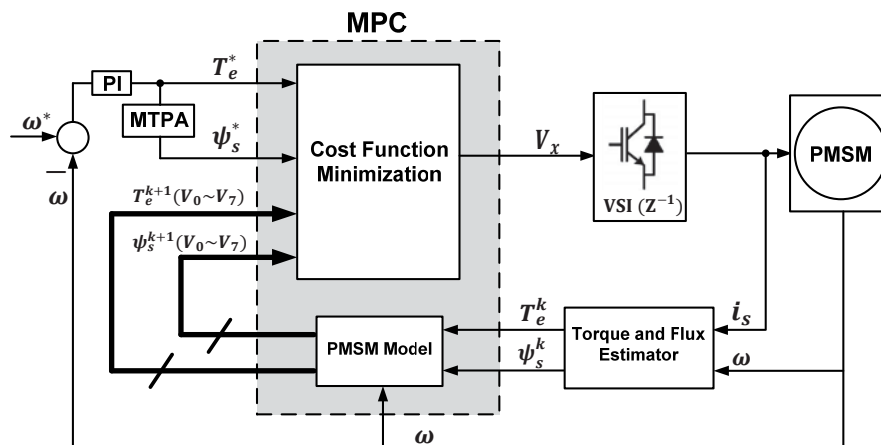 MPC
PI
T_e^*
MTPA
ω*
ψ_s^*
Cost Function
Minimization
V_x
VSI (Z^{-1})
PMSM
−
ω
T_e^{k+1}(V_0~V_7)
ψ_s^{k+1}(V_0~V_7)
PMSM Model
T_e^k
ψ_s^k
Torque and Flux
Estimator
i_s
ω
ω